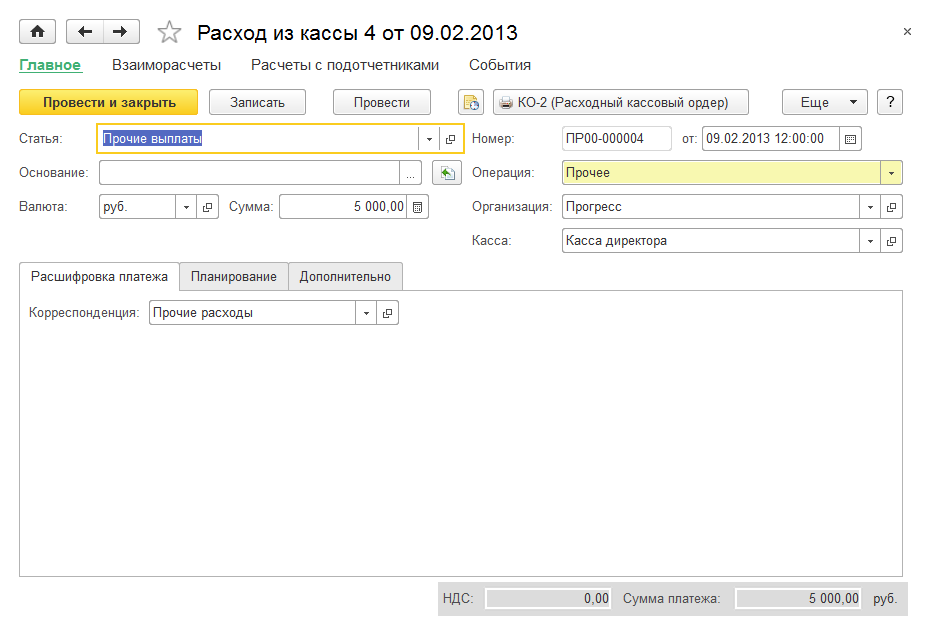 Расход из кассы 4 от 09.02.2013
Главное Взаиморасчеты Расчеты с подотчетниками События
Провести и закрыть Записать Провести КО-2 (Расходный кассовый ордер) Еще ?
Статья: Прочие выплаты Номер: ПР00-000004 от: 09.02.2013 12:00:00
Основание: ... Операция: Прочее
Валюта: руб. Сумма: 5 000,00 Организация: Прогресс
Касса: Касса директора
Расшифровка платежа Планирование Дополнительно
Корреспонденция: Прочие расходы
НДС: 0,00 Сумма платежа: 5 000,00 руб.